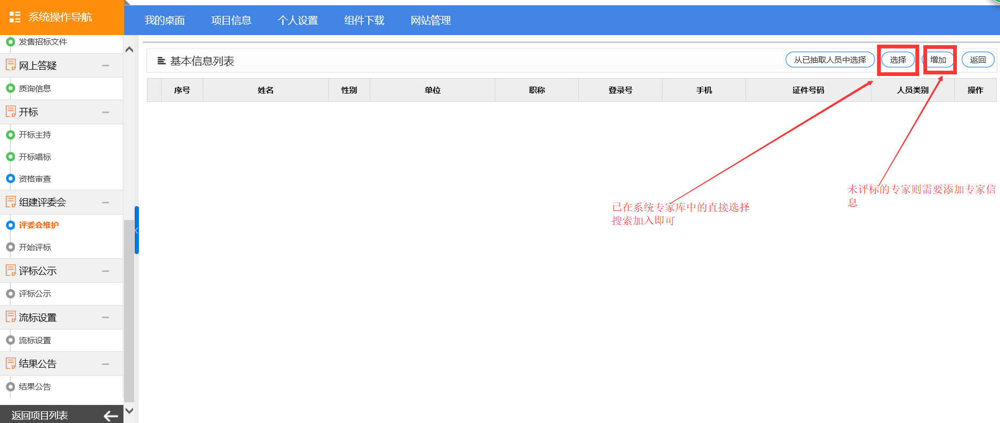 系统操作导航
我的桌面 项目信息 个人设置 组件下载 网站管理
发售招标文件
网上答疑
质询信息
开标
开标主持
开标唱标
资格审查
组建评委会
评委会维护
开始评标
评标公示
评标公示
流标设置
流标设置
结果公告
结果公告
返回项目列表
基本信息列表
从已抽取人员中选择 选择 增加 返回
序号 姓名 性别 单位 职称 登录号 手机 证件号码 人员类别 操作
已在系统专家库中的直接选择
搜索加入即可
未评标的专家则需要添加专家信
息